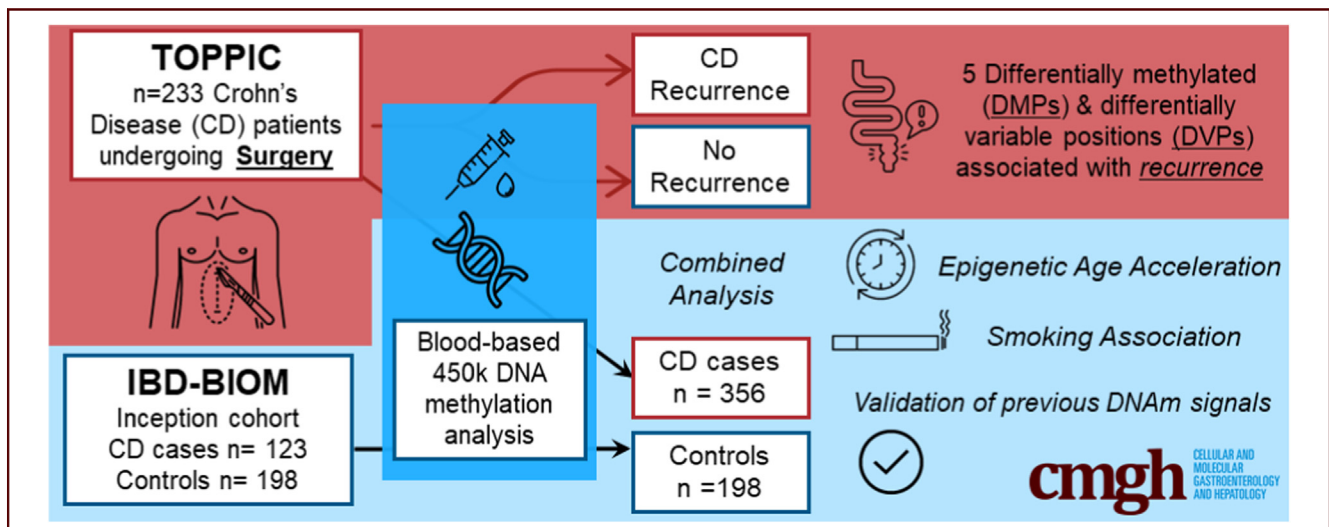 TOPPIC
n=233 Crohn's
Disease (CD) patients
undergoing Surgery
CD
Recurrence
No
Recurrence
5 Differentially methylated
(DMPs) & differentially
variable positions (DVPs)
associated with recurrence
IBD-BIOM
Inception cohort
CD cases n= 123
Controls n= 198
Blood-based
450k DNA
methylation
analysis
Combined
Analysis
CD cases
n = 356
Controls
n =198
Epigenetic Age Acceleration
Smoking Association
Validation of previous DNAm signals
cmgh
CELLULAR AND
MOLECULAR
GASTROENTEROLOGY
AND HEPATOLOGY